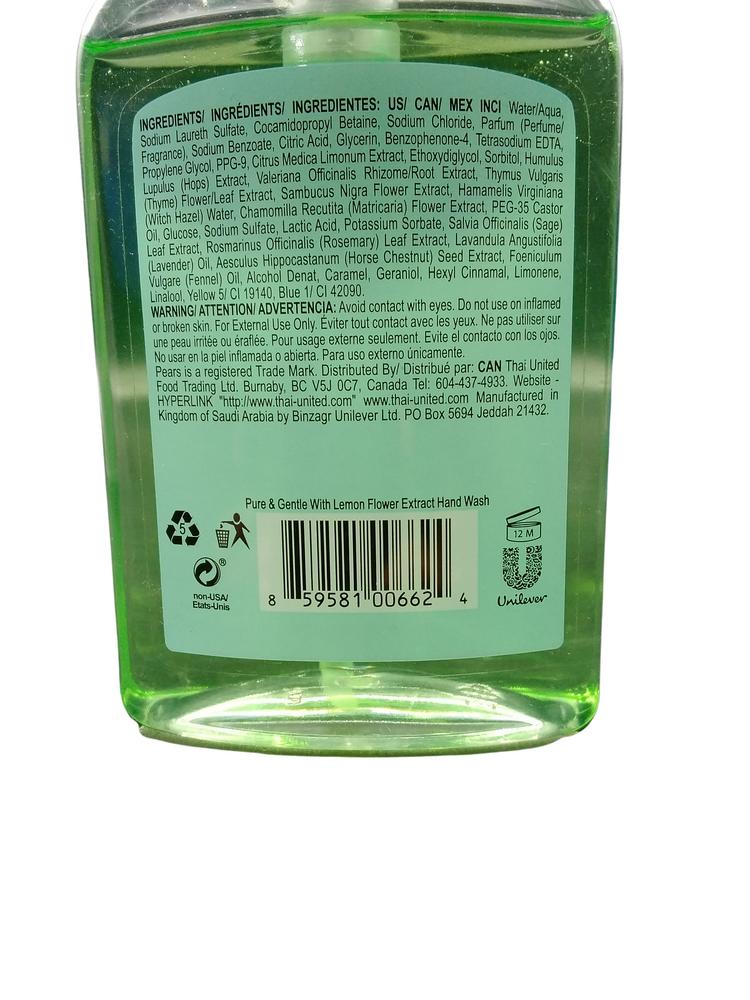 INGREDIENTS/ INGRÉDIENTS/ INGREDIENTES: US/ CAN/ MEX INCI Water/Aqua,
Sodium Laureth Sulfate, Cocamidopropyl Betaine, Sodium Chloride, Parfum (Perfume/
Fragrance), Sodium Benzoate, Citric Acid, Glycerin, Benzophenone-4, Tetrasodium EDTA,
Propylene Glycol, PPG-9, Citrus Medica Limonum Extract, Ethoxydiglycol, Sorbitol, Humulus
Lupulus (Hops) Extract, Valeriana Officinalis Rhizome/Root Extract, Thymus Vulgaris
(Thyme) Flower/Leaf Extract, Sambucus Nigra Flower Extract, Hamamelis Virginiana
(Witch Hazel) Water, Chamomilla Recutita (Matricaria) Flower Extract, PEG-35 Castor
Oil, Glucose, Sodium Sulfate, Lactic Acid, Potassium Sorbate, Salvia Officinalis (Sage)
Leaf Extract, Rosmarinus Officinalis (Rosemary) Leaf Extract, Lavandula Angustifolia
(Lavender) Oil, Aesculus Hippocastanum (Horse Chestnut) Seed Extract, Foeniculum
Vulgare (Fennel) Oil, Alcohol Denat, Caramel, Geraniol, Hexyl Cinnamal, Limonene,
Linalool, Yellow 5/ CI 19140, Blue 1/ CI 42090.
WARNING/ ATTENTION/ ADVERTENCIA: Avoid contact with eyes. Do not use on inflamed
or broken skin. For External Use Only. Éviter tout contact avec les yeux. Ne pas utiliser sur
une peau irritée ou éraflée. Pour usage externe seulement. Evite el contacto con los ojos.
No usar en la piel inflamada o abierta. Para uso externo únicamente.
Pears is a registered Trade Mark. Distributed By/ Distribué par: CAN Thai United
Food Trading Ltd. Burnaby, BC V5J 0C7, Canada Tel: 604-437-4933. Website -
HYPERLINK "http://www.thai-united.com" www.thai-united.com Manufactured in
Kingdom of Saudi Arabia by Binzagr Unilever Ltd. PO Box 5694 Jeddah 21432.
Pure & Gentle With Lemon Flower Extract Hand Wash
5
12 M
®
non-USA/
Etats-Unis
8 59581 00662 4
Unilever